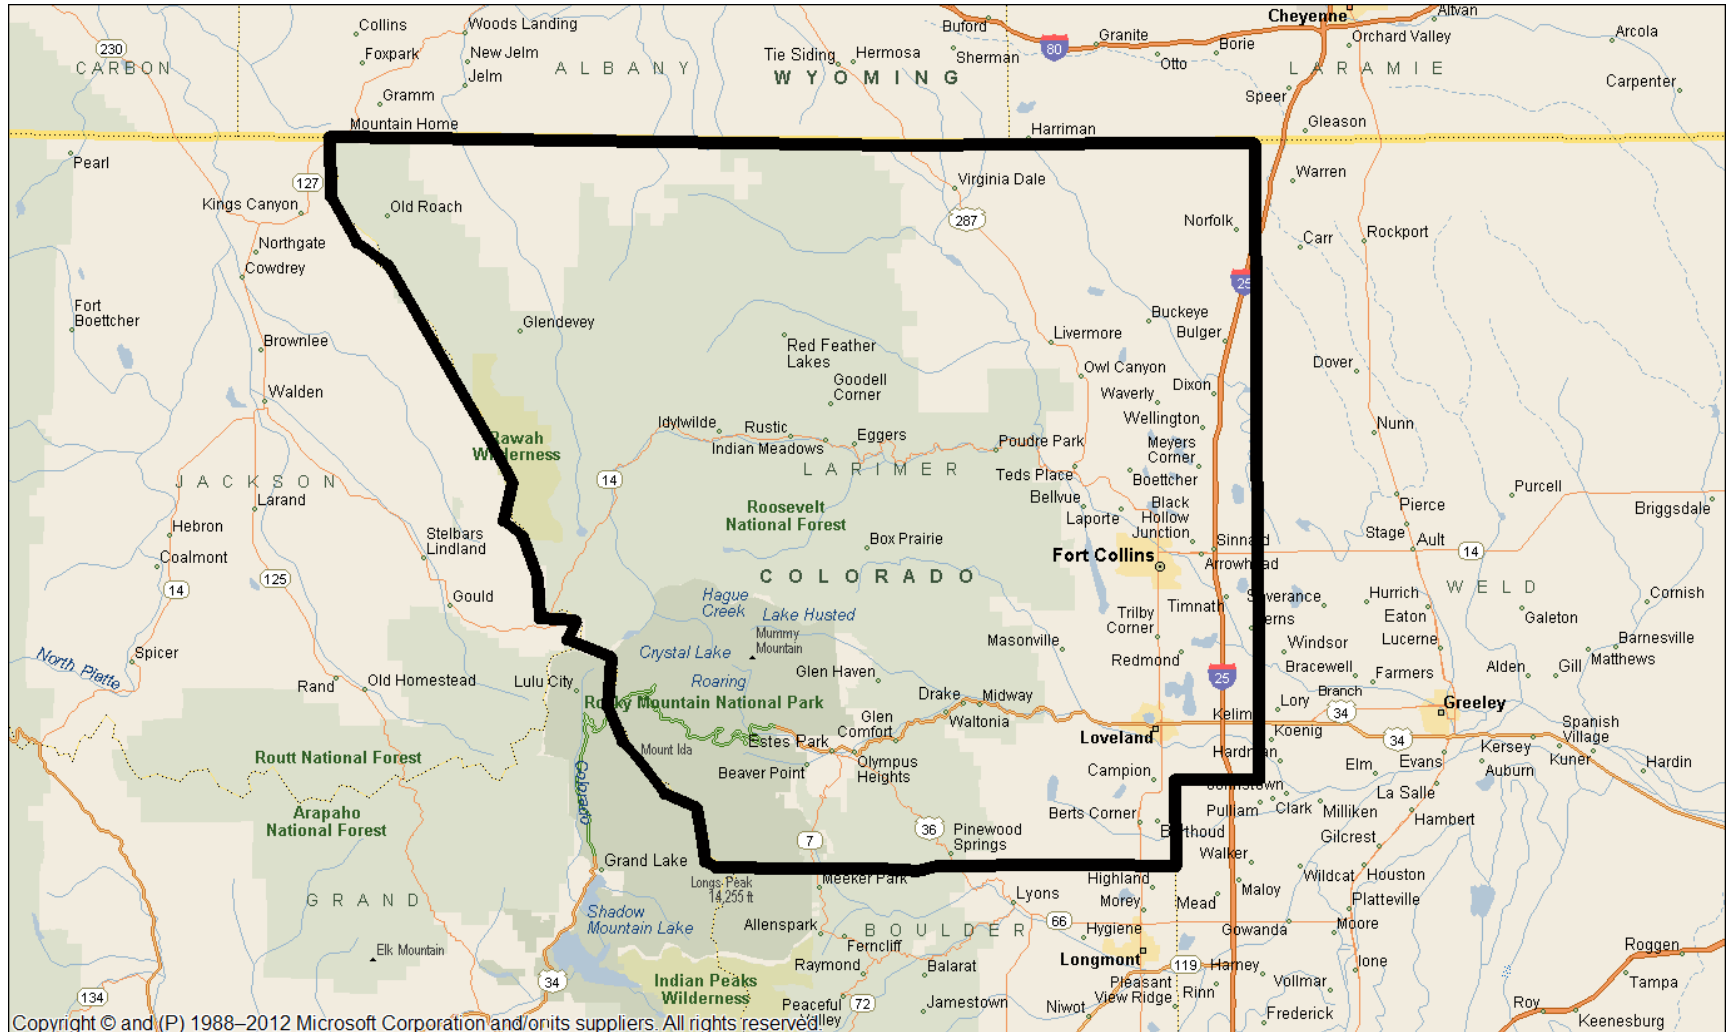 Collins
Woods Landing
Buford
Cheyenne
Altvan
230
Foxpark
New Jelm
Tie Siding
Hermosa
Sherman
80
Granite
Borie
Orchard Valley
Arcola
CARBON
Jelm
ALBANY
WYOMING
Otto
LARAMIE
Carpenter
Gramm
Speer
Mountain Home
Harriman
Gleason
Pearl
127
Virginia Dale
Warren
Kings Canyon
Old Roach
287
Norfolk
Northgate
Carr
Rockport
Cowdrey
25
Fort
Boettcher
Glendevey
Buckeye
Brownlee
Red Feather
Lakes
Livermore
Bulger
Dover
Walden
Goodell
Corner
Owl Canyon
Waverly
Dixon
Idylwilde
Rustic
Eggers
Wellington
Nunn
Rawah
Wilderness
Indian Meadows
Poudre Park
Meyers
Corner
JACKSON
14
LARIMER
Teds Place
Boettcher
Larand
Bellvue
Black
Hollow
Junction
Pierce
Purcell
Hebron
Roosevelt
National Forest
Laporte
Stage
Briggsdale
Stelbars
Lindland
Box Prairie
Sinnard
Ault
14
Coalmont
Fort Collins
Arrowhead
14
125
COLORADO
WELD
Gould
Hague
Creek
Lake Husted
Timnath
Severance
Hurrich
Cornish
Mummy
Mountain
Trilby
Corner
Kerns
Eaton
Galeton
Masonville
Windsor
Lucerne
Barnesville
North Platte
Spicer
Crystal Lake
Redmond
Bracewell
Farmers
Alden
Gill
Matthews
Rand
Old Homestead
Lulu City
Roaring
Glen Haven
25
Branch
Rocky Mountain National Park
Drake
Midway
Kelim
Lory
34
Greeley
Glen
Comfort
Waltonia
Loveland
Koenig
34
Spanish
Village
Routt National Forest
Mount Ida
Estes Park
Hardman
Kersey
Kuner
Beaver Point
Olympus
Heights
Campion
Elm
Evans
Auburn
Hardin
Colorado
Johnstown
La Salle
Arapaho
National Forest
Berts Corner
Pulliam
Clark
Milliken
Hambert
7
36
Pinewood
Springs
Berthoud
Gilcrest
Grand Lake
Walker
Wildcat
Houston
Longs Peak
14,255 ft
Meeker Park
Highland
GRAND
Lyons
Morey
Mead
Maloy
Platteville
Shadow
Mountain Lake
Allenspark
BOULDER
66
Hygiene
Gowanda
Moore
Elk Mountain
Ferncliff
Roggen
Raymond
Balarat
Longmont
119
Harney
Ione
34
Indian Peaks
Wilderness
Pleasant
View Ridge
Rinn
Vollmar
Tampa
134
Peaceful
Valley
72
Jamestown
Niwot
Frederick
Roy
Keenesburg
Copyright © and (P) 1988–2012 Microsoft Corporation and/or its suppliers. All rights reserved.